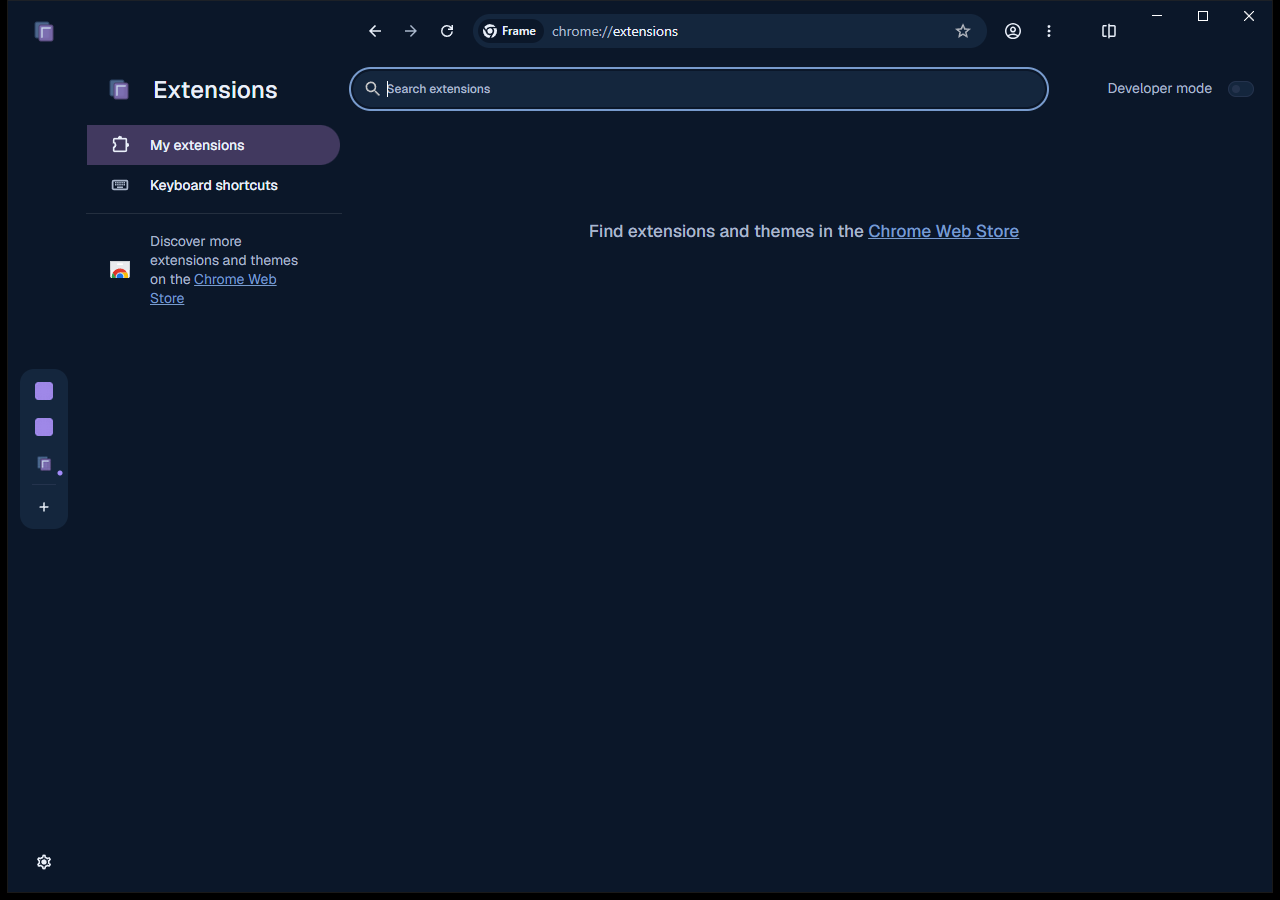 Frame
chrome://extensions
Extensions
Search extensions
Developer mode
My extensions
Keyboard shortcuts
Discover more
extensions and themes
on the Chrome Web
Store
Find extensions and themes in the Chrome Web Store